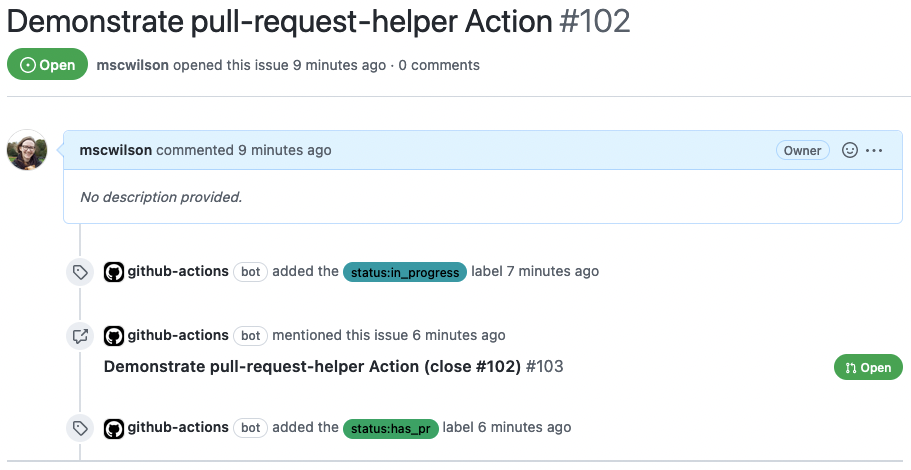 Demonstrate pull-request-helper Action #102
Open mscwilson opened this issue 9 minutes ago · 0 comments
mscwilson commented 9 minutes ago Owner
No description provided.
github-actions bot added the status:in_progress label 7 minutes ago
github-actions bot mentioned this issue 6 minutes ago
Demonstrate pull-request-helper Action (close #102) #103 Open
github-actions bot added the status:has_pr label 6 minutes ago